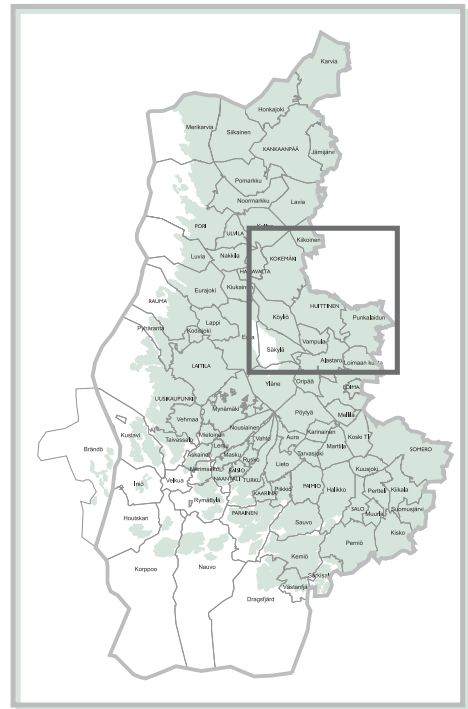 Karvia
Honkajoki
Merikarvia
Siikainen
KANKAANPÄÄ
Jämijärvi
Pomarkku
Noormarkku
Lavia
PORI
ULVILA
Kiikoinen
Luvia
Nakkila
HARJAVALTA
KOKEMÄKI
Eurajoki
Kiukainen
RAUMA
HUITTINEN
Lappi
Köyliö
Punkalaidun
Pyhäranta
Kodisjoki
Eura
Vampula
Säkylä
LAITILA
Alastaro
Loimaan kunta
Yläne
Oripää
LOIMAA
UUSIKAUPUNKI
Mynämäki
Pöytyä
Mellilä
Vehmaa
Nousiainen
Kustavi
Taivassalo
Mietoinen
Vahto
Aura
Karinainen
Koski Tl
Brändö
Lemu
Masku
Marttila
SOMERO
Askainen
Rusko
Tarvasjoki
Merimasku
RAISIO
Lieto
Kuusjoki
Iniö
Velkua
NAANTALI
TURKU
PAIMIO
Halikko
Pertteli
Kiikala
Rymättylä
KAARINA
Piikkiö
SALO
Muurla
Suomusjärvi
Houtskari
PARAINEN
Sauvo
Kisko
Perniö
Kemiö
Korppoo
Nauvo
Särkisalo
Västanfjärd
Dragsfjärd